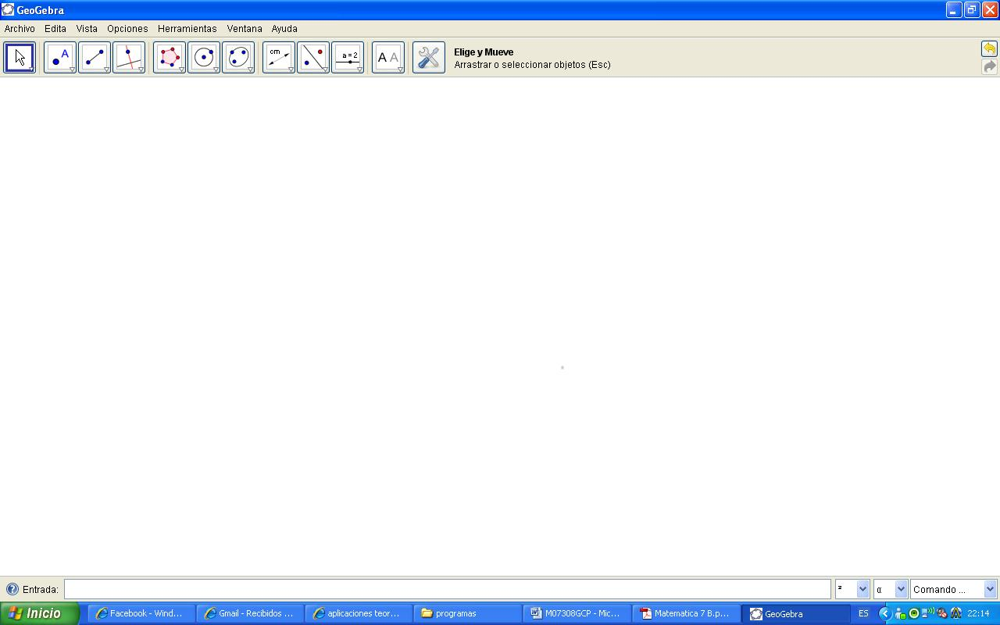 GeoGebra
Archivo Edita Vista Opciones Herramientas Ventana Ayuda
A cm a = 2 A A
Elige y Mueve
Arrastrar o seleccionar objetos (Esc)
Entrada: ² α Comando ...
Inicio Facebook - Wind... Gmail - Recibidos ... aplicaciones teor... programas M07308GCP - Mic... Matematica 7 B.p... GeoGebra ES 22:14